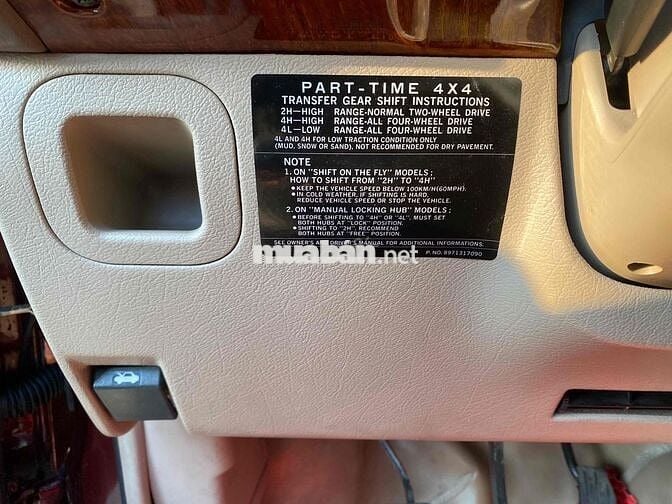 PART-TIME 4X4
TRANSFER GEAR SHIFT INSTRUCTIONS
2H—HIGH RANGE-NORMAL TWO-WHEEL DRIVE
4H—HIGH RANGE-ALL FOUR-WHEEL DRIVE
4L—LOW RANGE-ALL FOUR-WHEEL DRIVE
4L AND 4H FOR LOW TRACTION CONDITION ONLY
(MUD, SNOW OR SAND), NOT RECOMMENDED FOR DRY PAVEMENT.
NOTE
1. ON "SHIFT ON THE FLY" MODELS :
HOW TO SHIFT FROM "2H" TO "4H"
●KEEP THE VEHICLE SPEED BELOW 100KM/H(60MPH).
●IN COLD WEATHER, IF SHIFTING IS HARD,
REDUCE VEHICLE SPEED OR STOP THE VEHICLE.
2. ON "MANUAL LOCKING HUB" MODELS :
●BEFORE SHIFTING TO "4H" OR "4L", MUST SET
BOTH HUBS AT "LOCK" POSITION.
●SHIFTING TO "2H", RECOMMEND
BOTH HUBS AT "FREE" POSITION.
SEE OWNER'S AND DRIVER'S MANUAL FOR ADDITIONAL INFORMATIONS.
P. NO. 8971317090
muaban.net